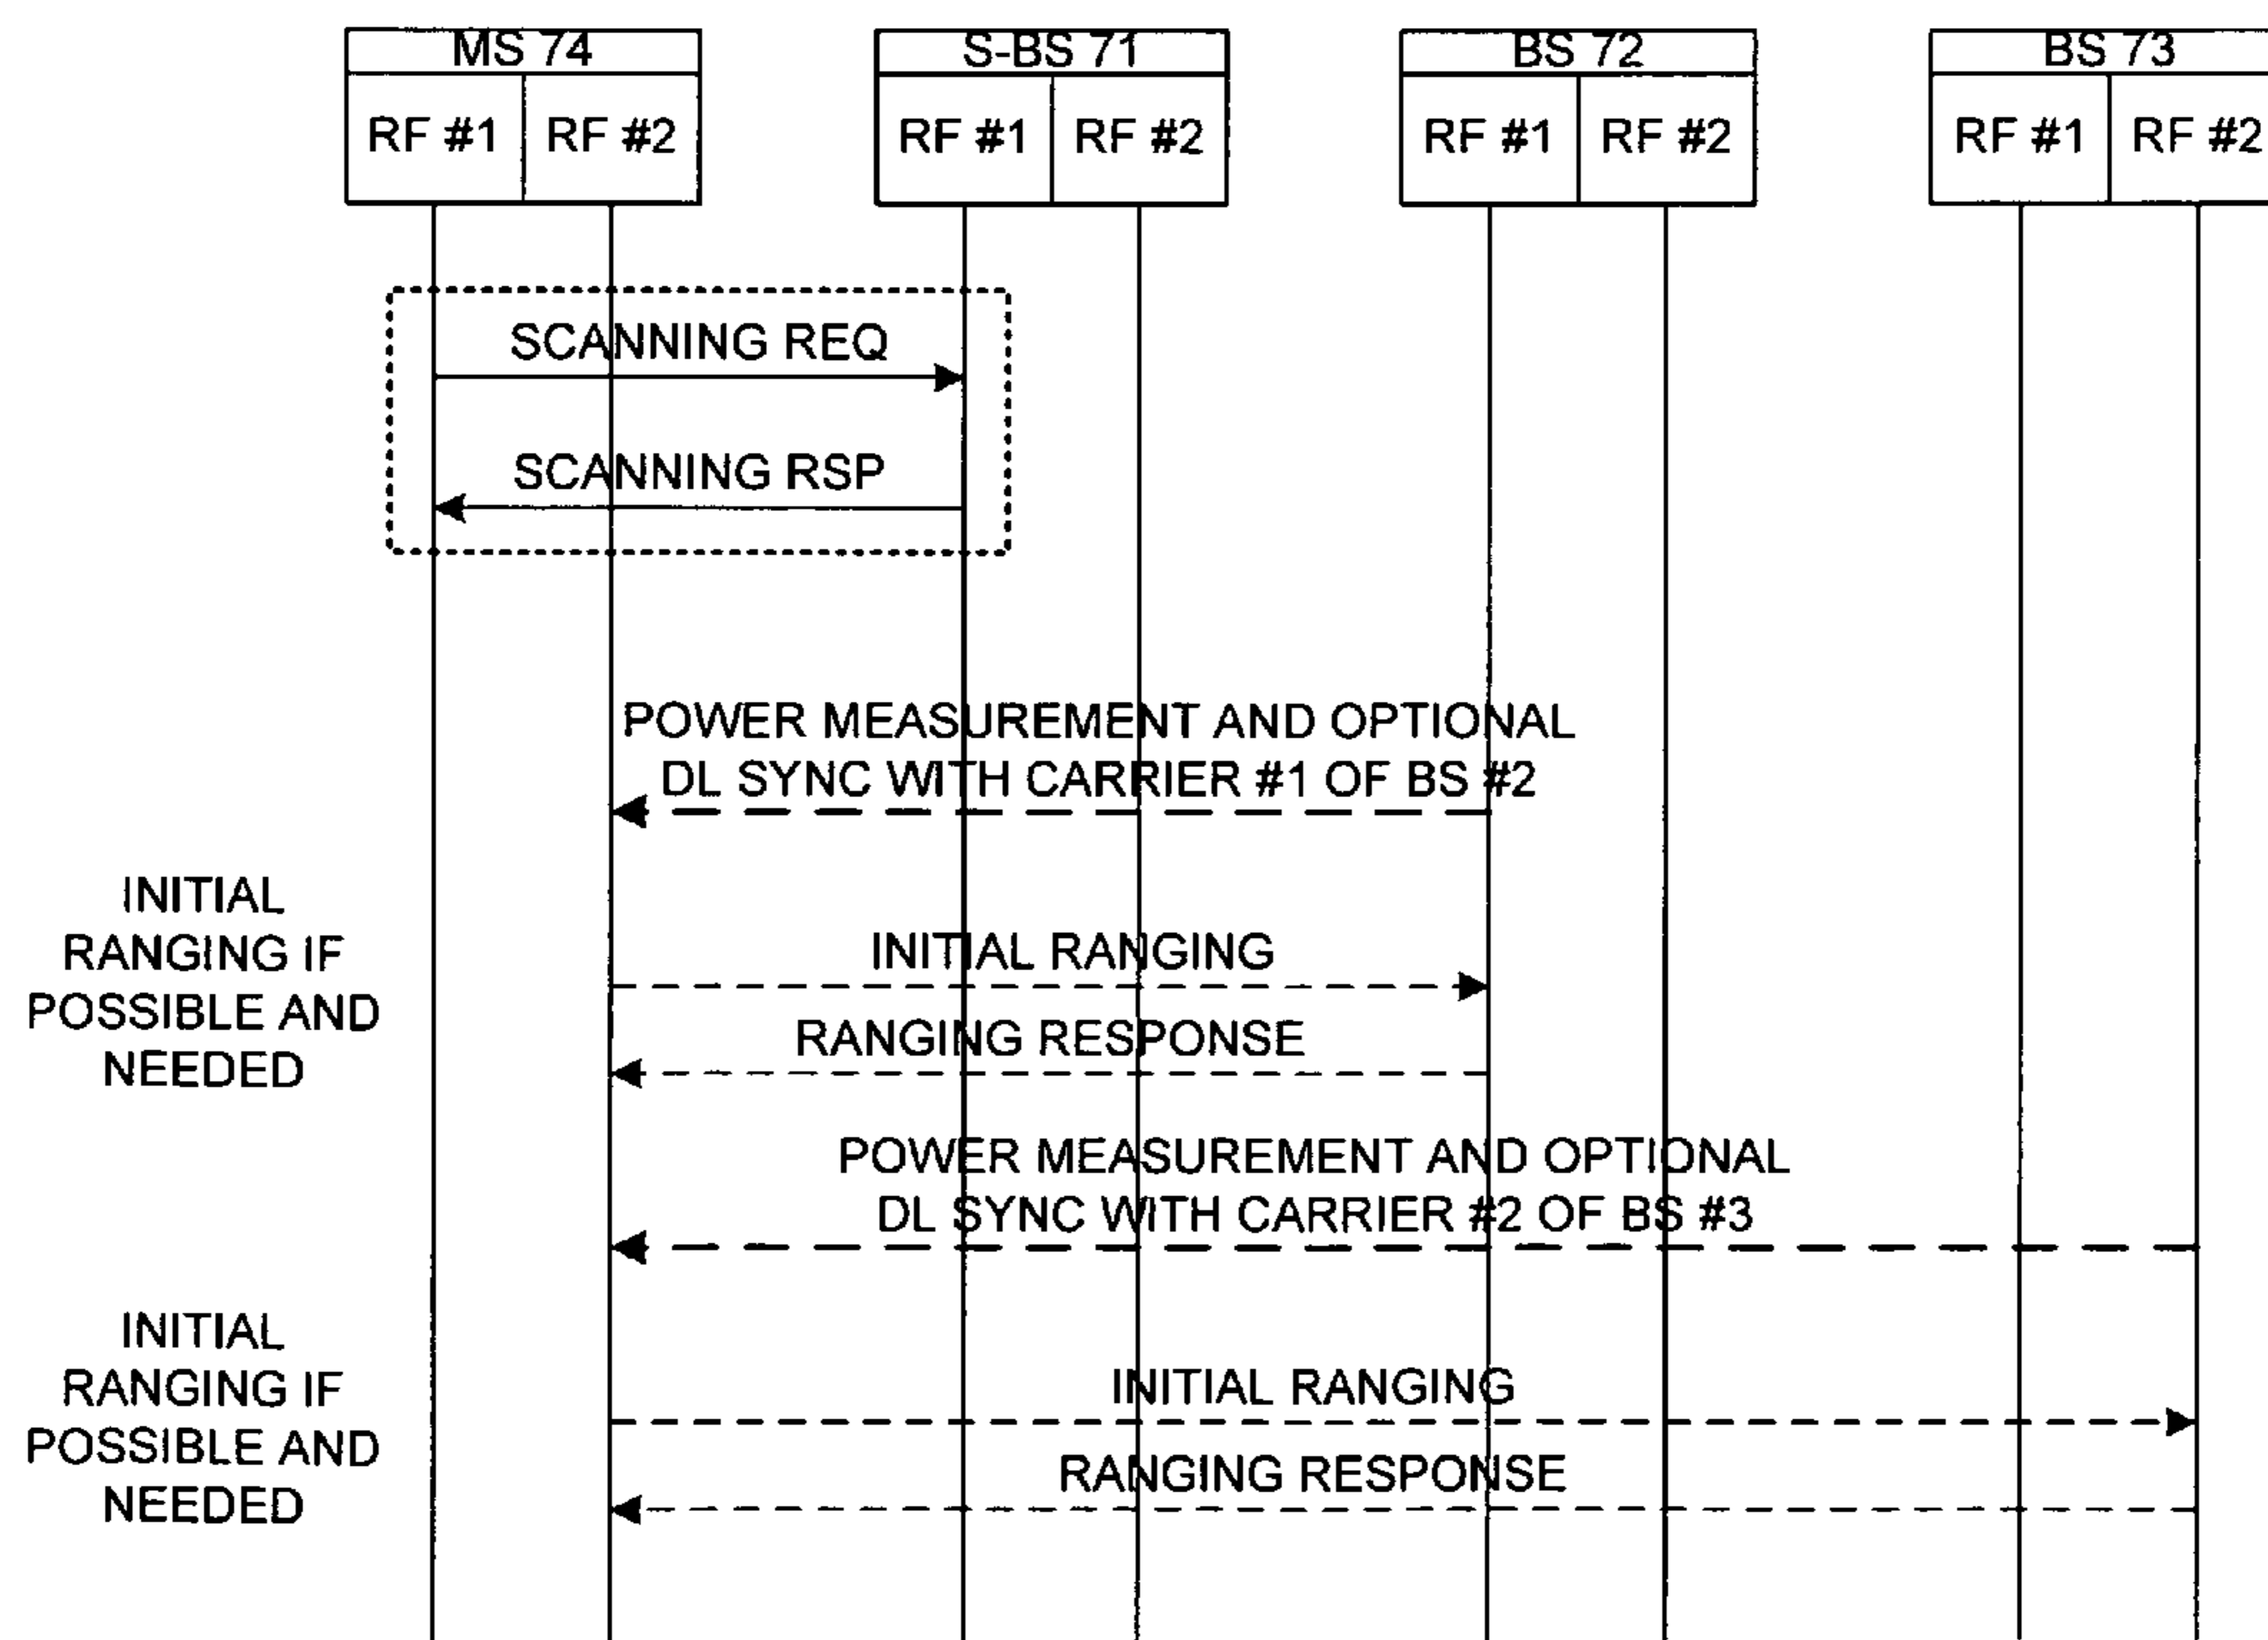 MS 74
S-BS 71
BS 72
BS 73
RF #1
RF #2
RF #1
RF #2
RF #1
RF #2
RF #1
RF #2
SCANNING REQ
SCANNING RSP
POWER MEASUREMENT AND OPTIONAL
DL SYNC WITH CARRIER #1 OF BS #2
INITIAL
RANGING IF
POSSIBLE AND
NEEDED
INITIAL RANGING
RANGING RESPONSE
POWER MEASUREMENT AND OPTIONAL
DL SYNC WITH CARRIER #2 OF BS #3
INITIAL
RANGING IF
POSSIBLE AND
NEEDED
INITIAL RANGING
RANGING RESPONSE